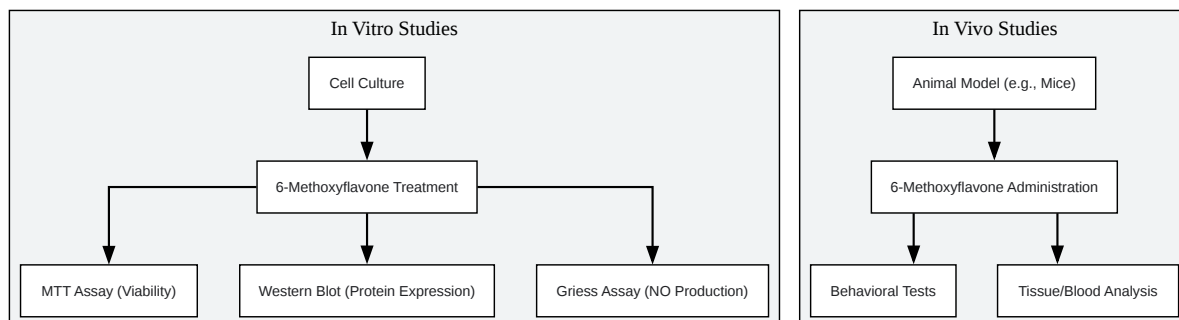 In Vitro Studies
Cell Culture
6-Methoxyflavone Treatment
MTT Assay (Viability)
Western Blot (Protein Expression)
Griess Assay (NO Production)
In Vivo Studies
Animal Model (e.g., Mice)
6-Methoxyflavone Administration
Behavioral Tests
Tissue/Blood Analysis